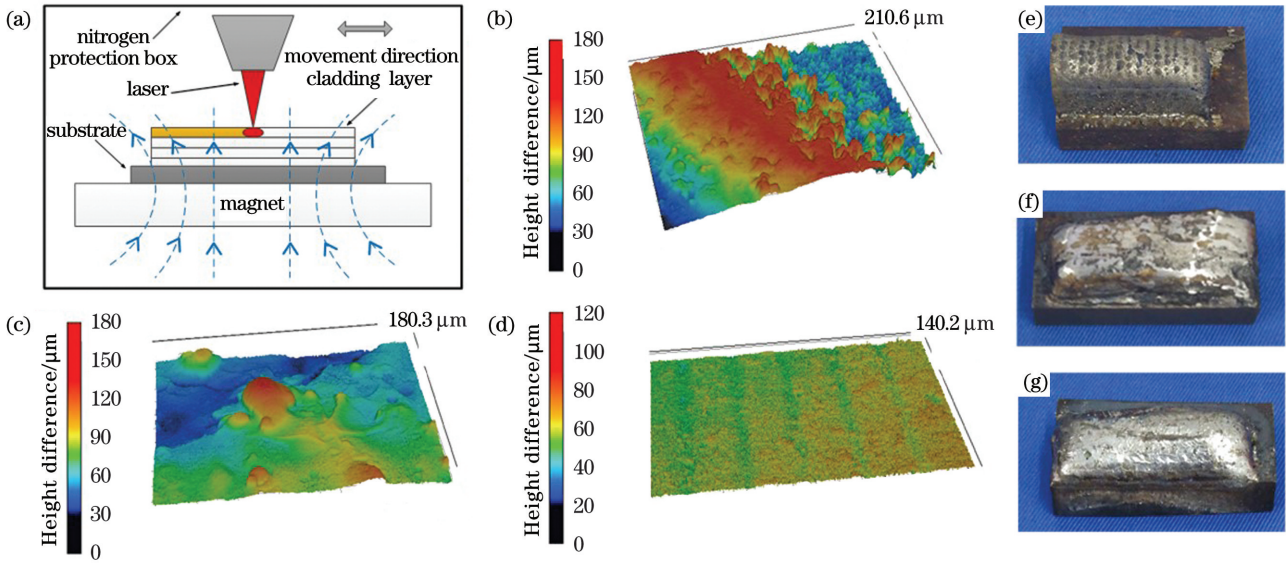 (a)
nitrogen
protection box
movement direction
cladding layer
laser
substrate
magnet
(b)
210.6 μm
Height difference/μm
180
150
120
90
60
30
0
(c)
180.3 μm
Height difference/μm
180
150
120
90
60
30
0
(d)
140.2 μm
Height difference/μm
120
100
80
60
40
20
0
(e)
(f)
(g)